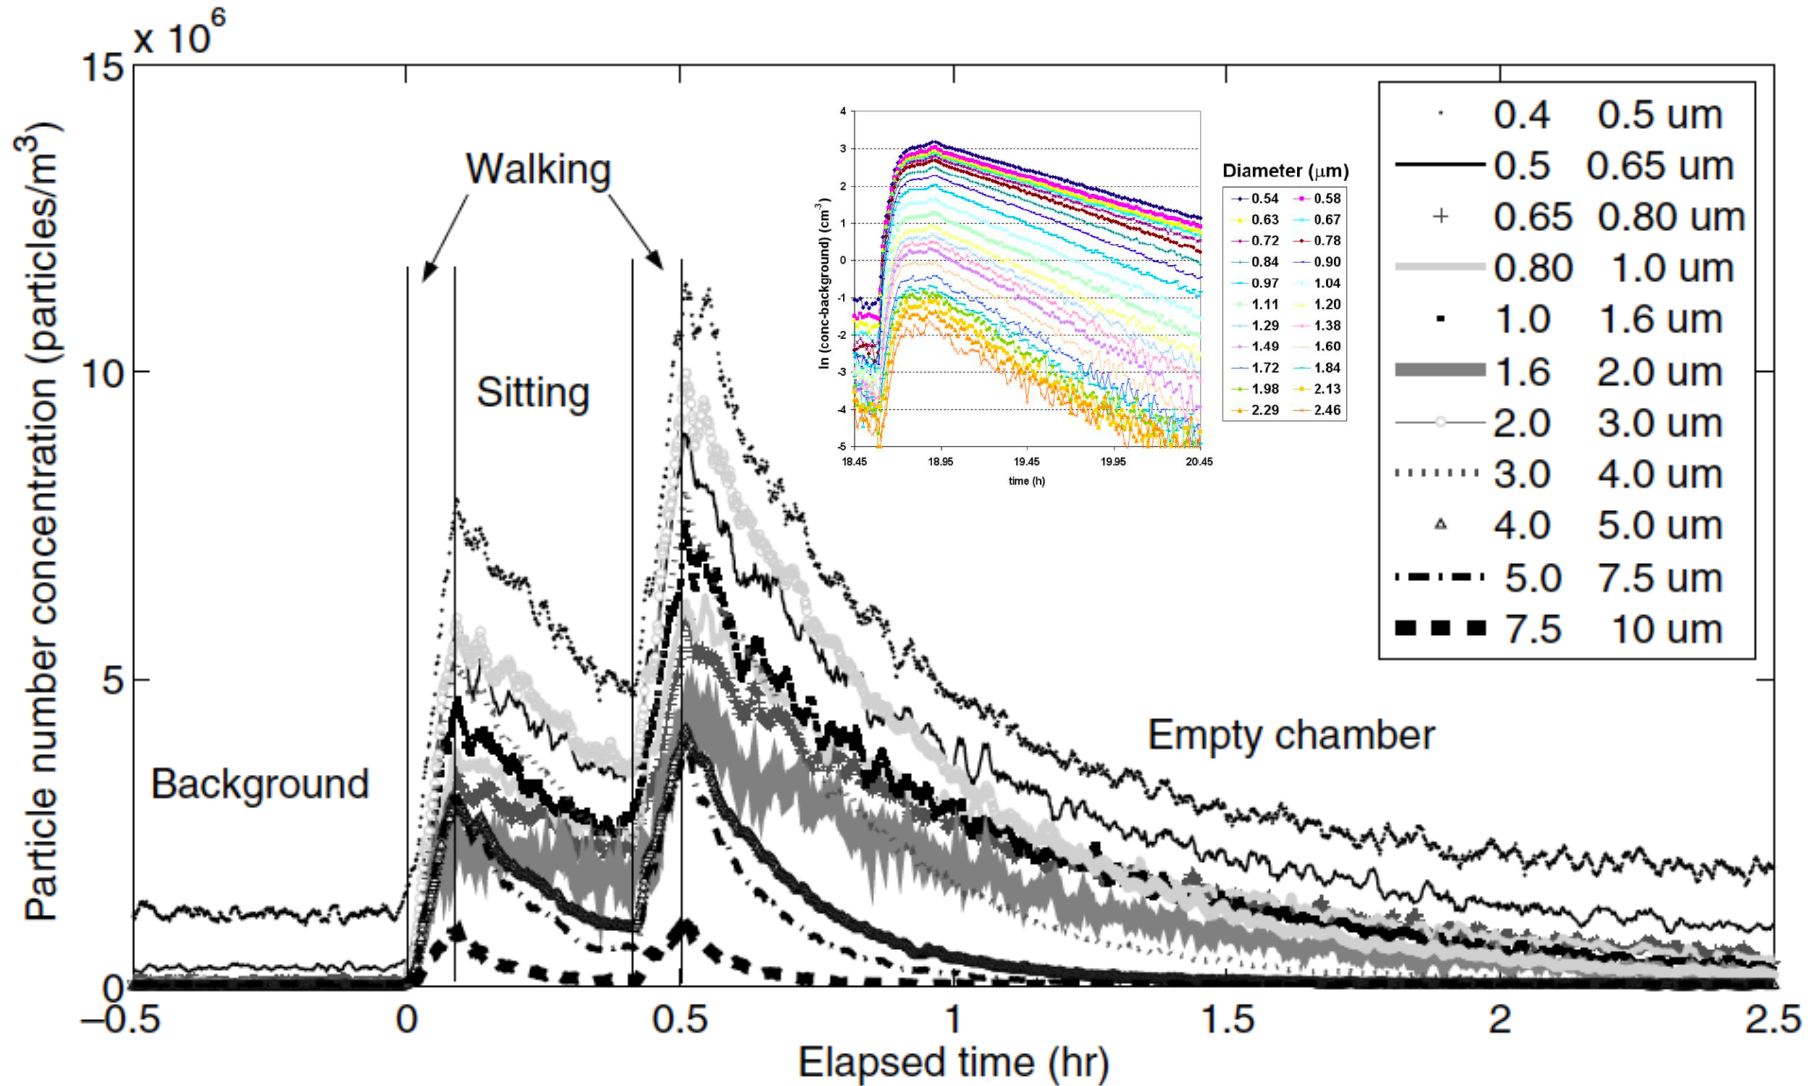 x 10⁶
15
10
5
0
Particle number concentration (particles/m³)
−0.5
0
0.5
1
1.5
2
2.5
Elapsed time (hr)
Walking
Sitting
Background
Empty chamber
0.4 0.5 um
0.5 0.65 um
0.65 0.80 um
0.80 1.0 um
1.0 1.6 um
1.6 2.0 um
2.0 3.0 um
3.0 4.0 um
4.0 5.0 um
5.0 7.5 um
7.5 10 um
ln (conc-background) (cm³)
4
3
2
1
0
-1
-2
-3
-4
-5
18.45
18.95
19.45
19.95
20.45
time (h)
Diameter (µm)
0.54 0.58
0.63 0.67
0.72 0.78
0.84 0.90
0.97 1.04
1.11 1.20
1.29 1.38
1.49 1.60
1.72 1.84
1.98 2.13
2.29 2.46